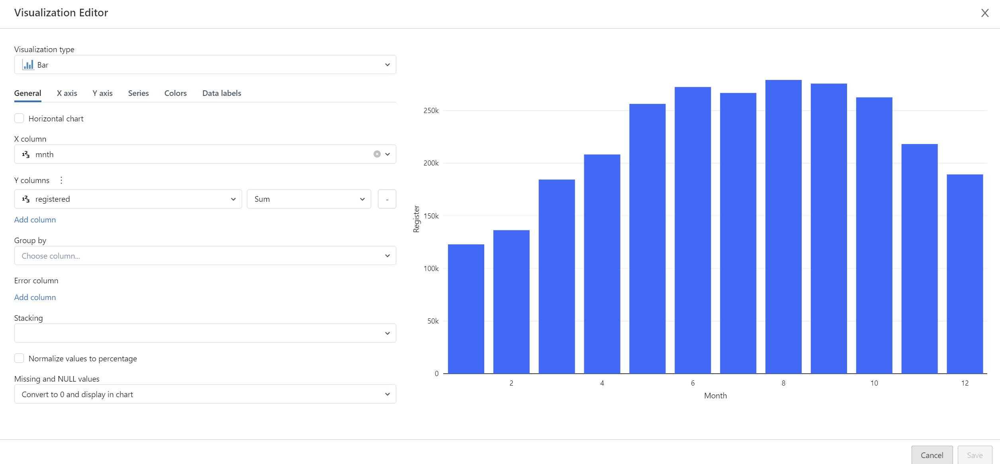 Visualization Editor
Visualization type
Bar
General X axis Y axis Series Colors Data labels
Horizontal chart
X column
123 mnth
Y columns
123 registered Sum -
Add column
Group by
Choose column...
Error column
Add column
Stacking
Normalize values to percentage
Missing and NULL values
Convert to 0 and display in chart
Register
250k
200k
150k
100k
50k
0
2 4 6 8 10 12
Month
Cancel Save